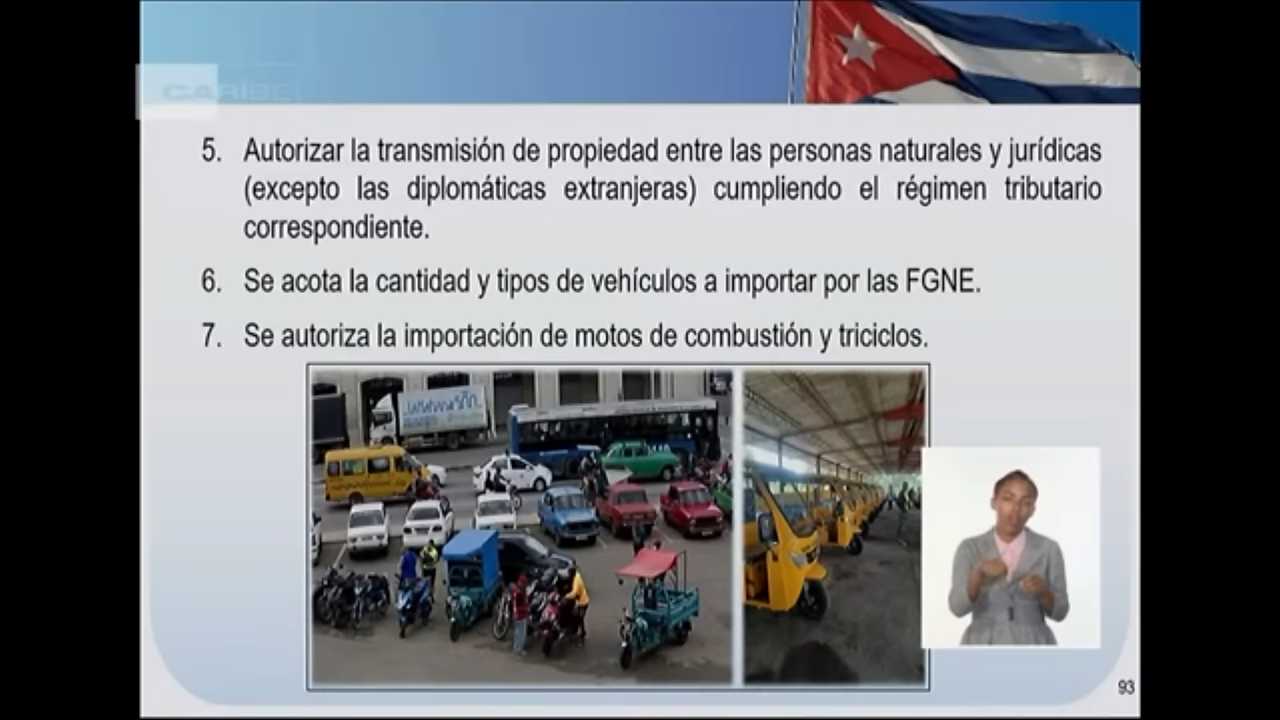 CARIBE
5. Autorizar la transmisión de propiedad entre las personas naturales y jurídicas
(excepto las diplomáticas extranjeras) cumpliendo el régimen tributario
correspondiente.
6. Se acota la cantidad y tipos de vehículos a importar por las FGNE.
7. Se autoriza la importación de motos de combustión y triciclos.
93